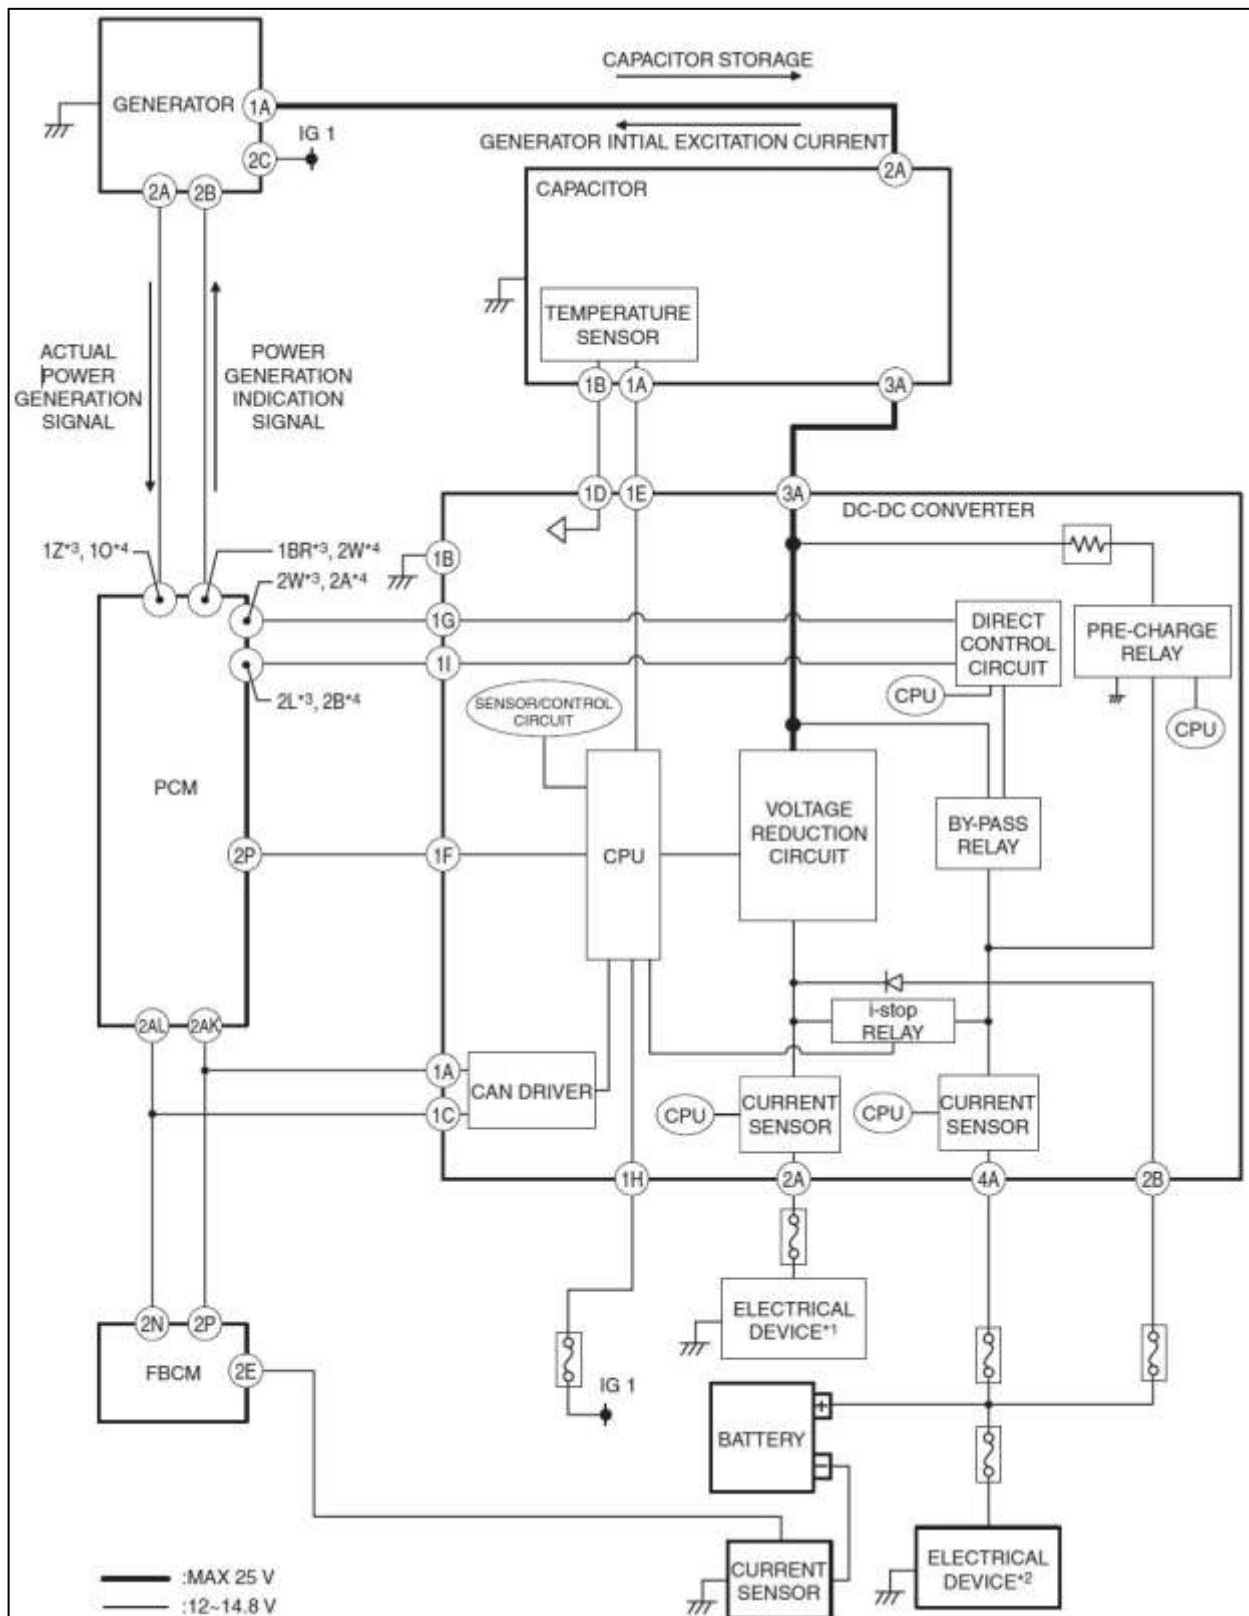 CAPACITOR STORAGE
GENERATOR
1A
IG 1
GENERATOR INTIAL EXCITATION CURRENT
2C
2A
2A
2B
CAPACITOR
TEMPERATURE
SENSOR
ACTUAL
POWER
GENERATION
SIGNAL
POWER
GENERATION
INDICATION
SIGNAL
1B
1A
3A
1D
1E
3A
DC-DC CONVERTER
1Z*3, 1O*4
1BR*3, 2W*4
1B
2W*3, 2A*4
1G
DIRECT
CONTROL
CIRCUIT
PRE-CHARGE
RELAY
1I
2L*3, 2B*4
SENSOR/CONTROL
CIRCUIT
CPU
CPU
PCM
VOLTAGE
REDUCTION
CIRCUIT
BY-PASS
RELAY
2P
1F
CPU
i-stop
RELAY
2AL
2AK
1A
CAN DRIVER
1C
CPU
CURRENT
SENSOR
CPU
CURRENT
SENSOR
1H
2A
4A
2B
ELECTRICAL
DEVICE*1
2N
2P
FBCM
2E
IG 1
+
BATTERY
−
CURRENT
SENSOR
ELECTRICAL
DEVICE*2
:MAX 25 V
:12~14.8 V